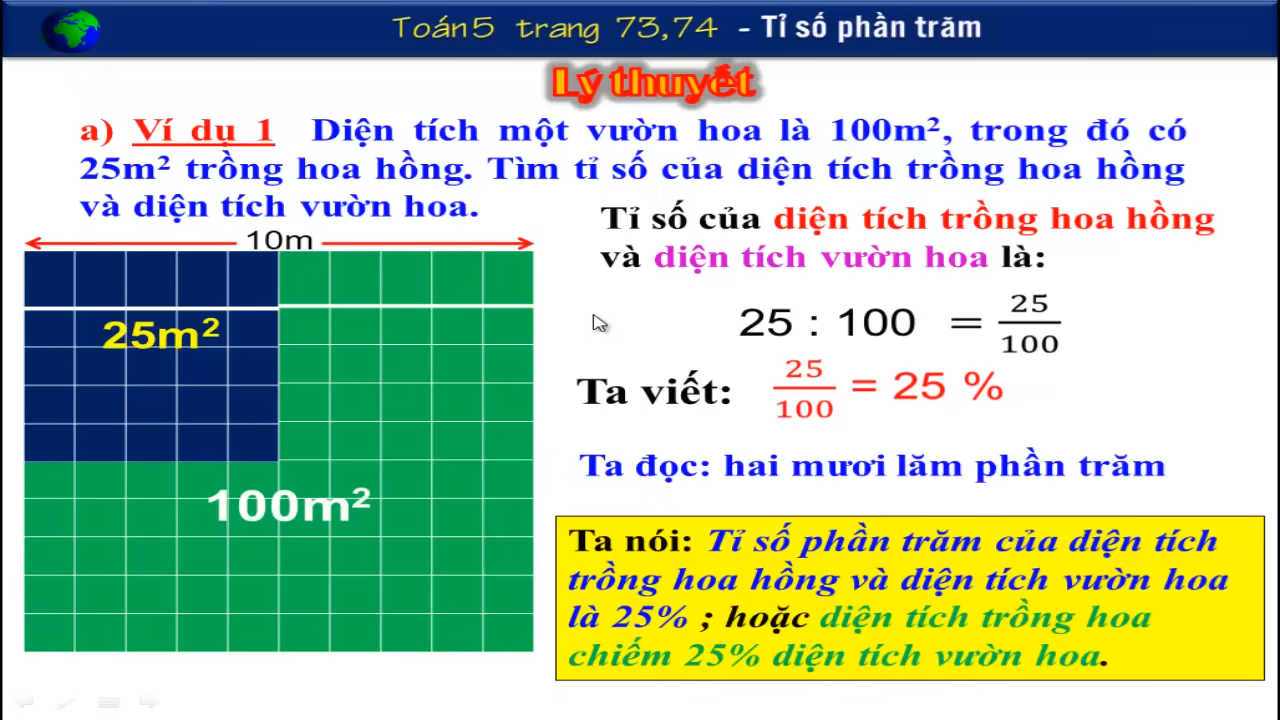 Toán5 trang 73,74 - Tỉ số phần trăm
Lý thuyết
a) Ví dụ 1 Diện tích một vườn hoa là 100m², trong đó có
25m² trồng hoa hồng. Tìm tỉ số của diện tích trồng hoa hồng
và diện tích vườn hoa.
10m
25m²
100m²
Tỉ số của diện tích trồng hoa hồng
và diện tích vườn hoa là:
25 : 100 = 25/100
Ta viết: 25/100 = 25 %
Ta đọc: hai mươi lăm phần trăm
Ta nói: Tỉ số phần trăm của diện tích
trồng hoa hồng và diện tích vườn hoa
là 25% ; hoặc diện tích trồng hoa
chiếm 25% diện tích vườn hoa.